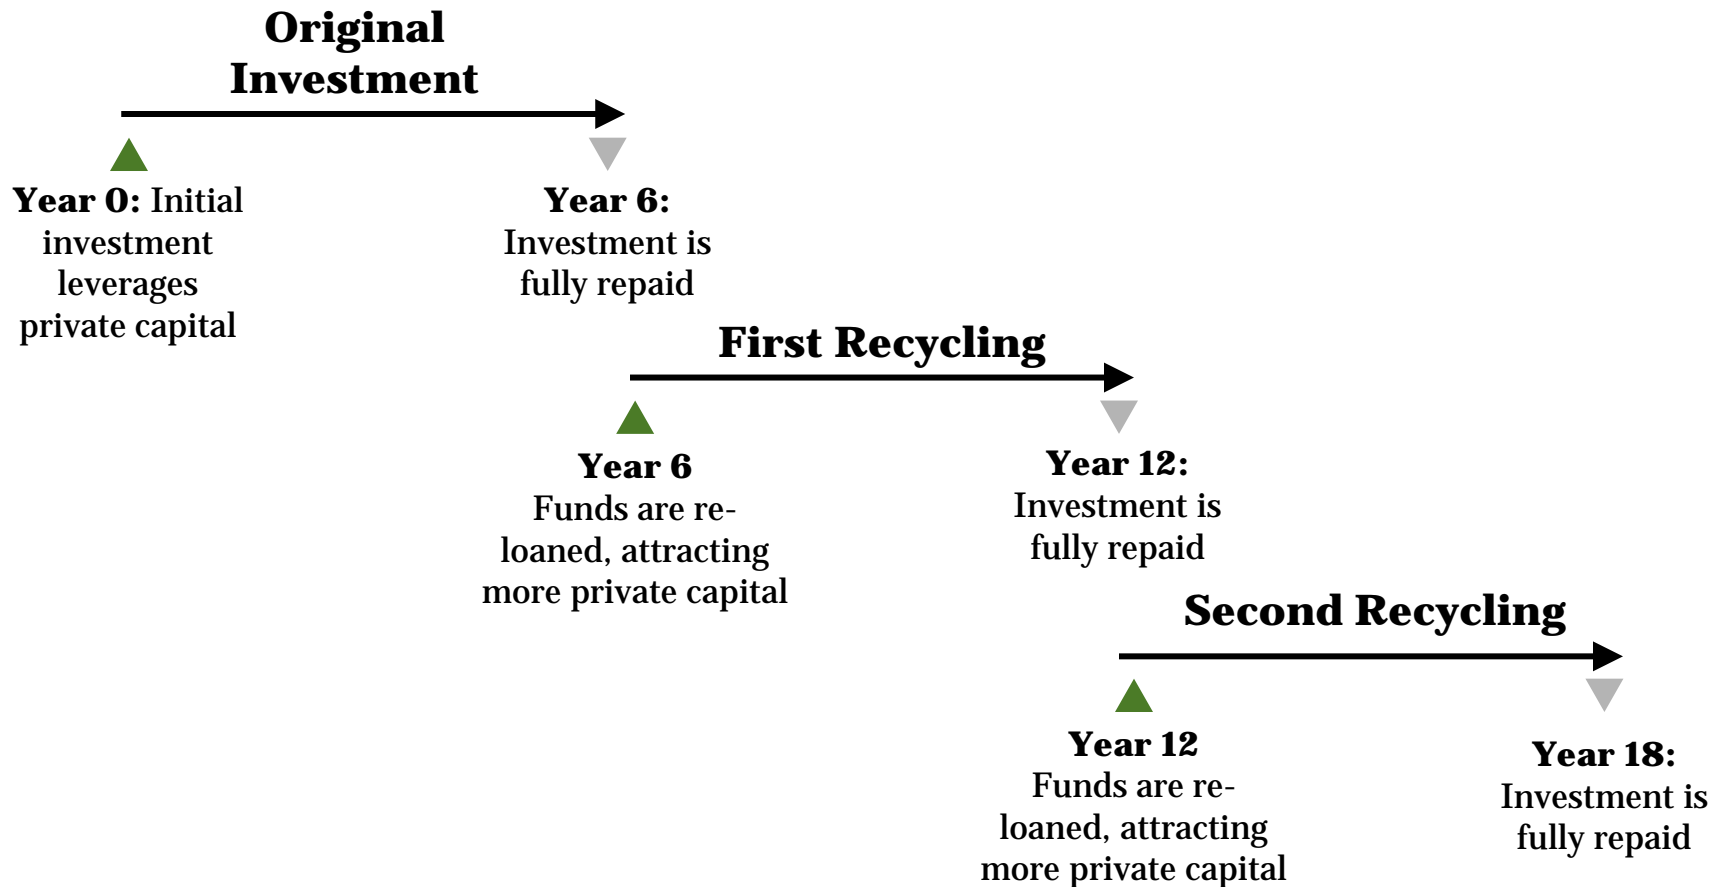 Original
Investment
Year 0: Initial
investment
leverages
private capital
Year 6:
Investment is
fully repaid
First Recycling
Year 6
Funds are re-
loaned, attracting
more private capital
Year 12:
Investment is
fully repaid
Second Recycling
Year 12
Funds are re-
loaned, attracting
more private capital
Year 18:
Investment is
fully repaid